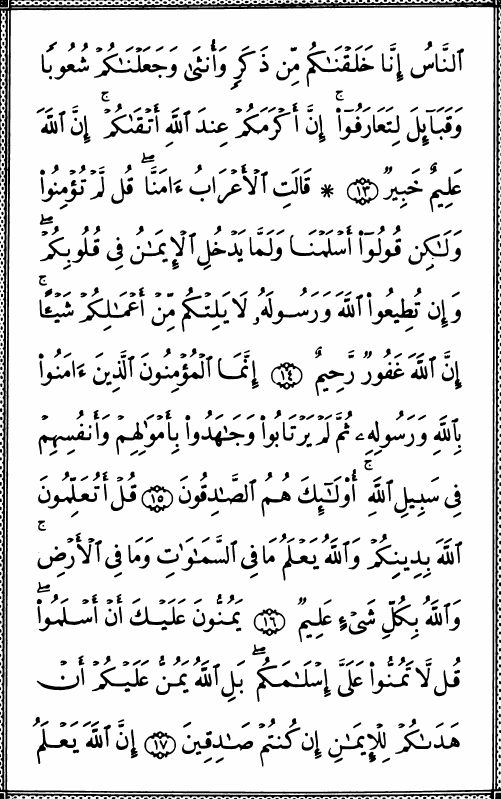 ٱلنَّاسُ إِنَّا خَلَقْنَٰكُم مِّن ذَكَرٍ وَأُنثَىٰ وَجَعَلْنَٰكُمْ شُعُوبًا
وَقَبَآئِلَ لِتَعَارَفُوٓا۟ ۚ إِنَّ أَكْرَمَكُمْ عِندَ ٱللَّهِ أَتْقَىٰكُمْ ۚ إِنَّ ٱللَّهَ
عَلِيمٌ خَبِيرٌ ١٣ * قَالَتِ ٱلْأَعْرَابُ ءَامَنَّا ۖ قُل لَّمْ تُؤْمِنُوا۟
وَلَٰكِن قُولُوٓا۟ أَسْلَمْنَا وَلَمَّا يَدْخُلِ ٱلْإِيمَٰنُ فِى قُلُوبِكُمْ ۖ
وَإِن تُطِيعُوا۟ ٱللَّهَ وَرَسُولَهُۥ لَا يَلِتْكُم مِّنْ أَعْمَٰلِكُمْ شَيْـًٔا ۚ
إِنَّ ٱللَّهَ غَفُورٌ رَّحِيمٌ ١٤ إِنَّمَا ٱلْمُؤْمِنُونَ ٱلَّذِينَ ءَامَنُوا۟
بِٱللَّهِ وَرَسُولِهِۦ ثُمَّ لَمْ يَرْتَابُوا۟ وَجَٰهَدُوا۟ بِأَمْوَٰلِهِمْ وَأَنفُسِهِمْ
فِى سَبِيلِ ٱللَّهِ ۚ أُو۟لَٰٓئِكَ هُمُ ٱلصَّٰدِقُونَ ١٥ قُلْ أَتُعَلِّمُونَ
ٱللَّهَ بِدِينِكُمْ وَٱللَّهُ يَعْلَمُ مَا فِى ٱلسَّمَٰوَٰتِ وَمَا فِى ٱلْأَرْضِ ۚ
وَٱللَّهُ بِكُلِّ شَىْءٍ عَلِيمٌ ١٦ يَمُنُّونَ عَلَيْكَ أَنْ أَسْلَمُوا۟ ۖ
قُل لَّا تَمُنُّوا۟ عَلَىَّ إِسْلَٰمَكُم ۖ بَلِ ٱللَّهُ يَمُنُّ عَلَيْكُمْ أَنْ
هَدَىٰكُمْ لِلْإِيمَٰنِ إِن كُنتُمْ صَٰدِقِينَ ١٧ إِنَّ ٱللَّهَ يَعْلَمُ